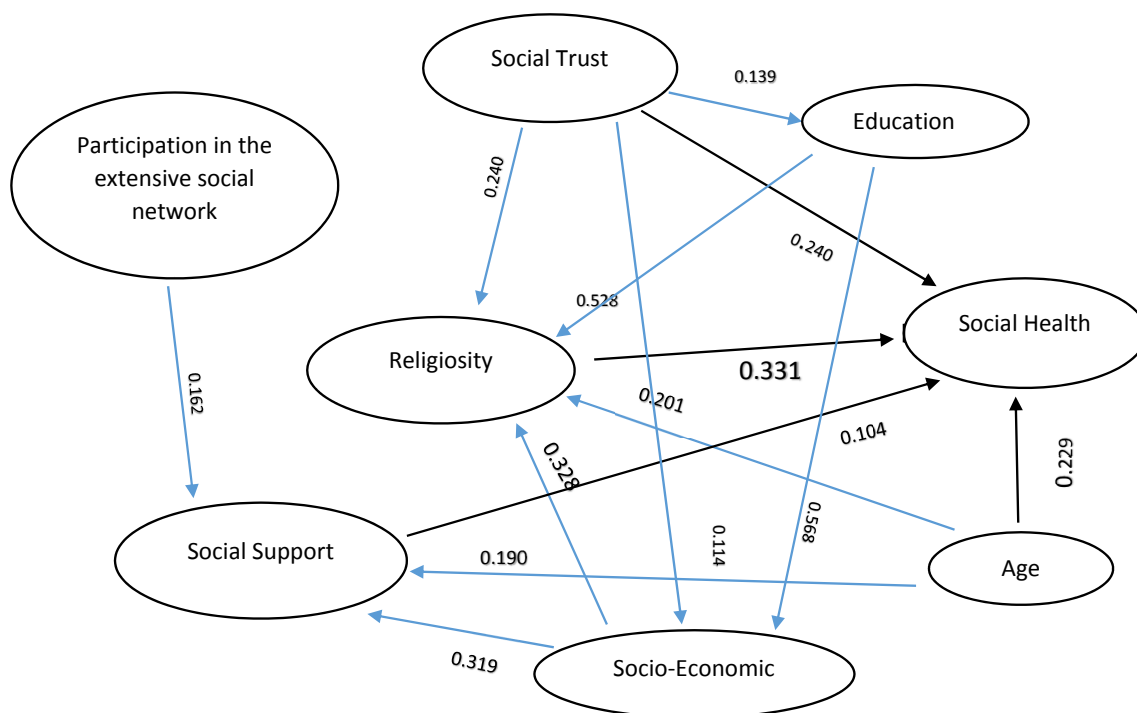 Social Trust
0.139
Education
Participation in the
extensive social
network
0.240
0.240
Social Health
0.528
Religiosity
0.331
0.162
0.201
0.104
0.328
0.229
0.568
0.114
Social Support
0.190
Age
0.319
Socio-Economic